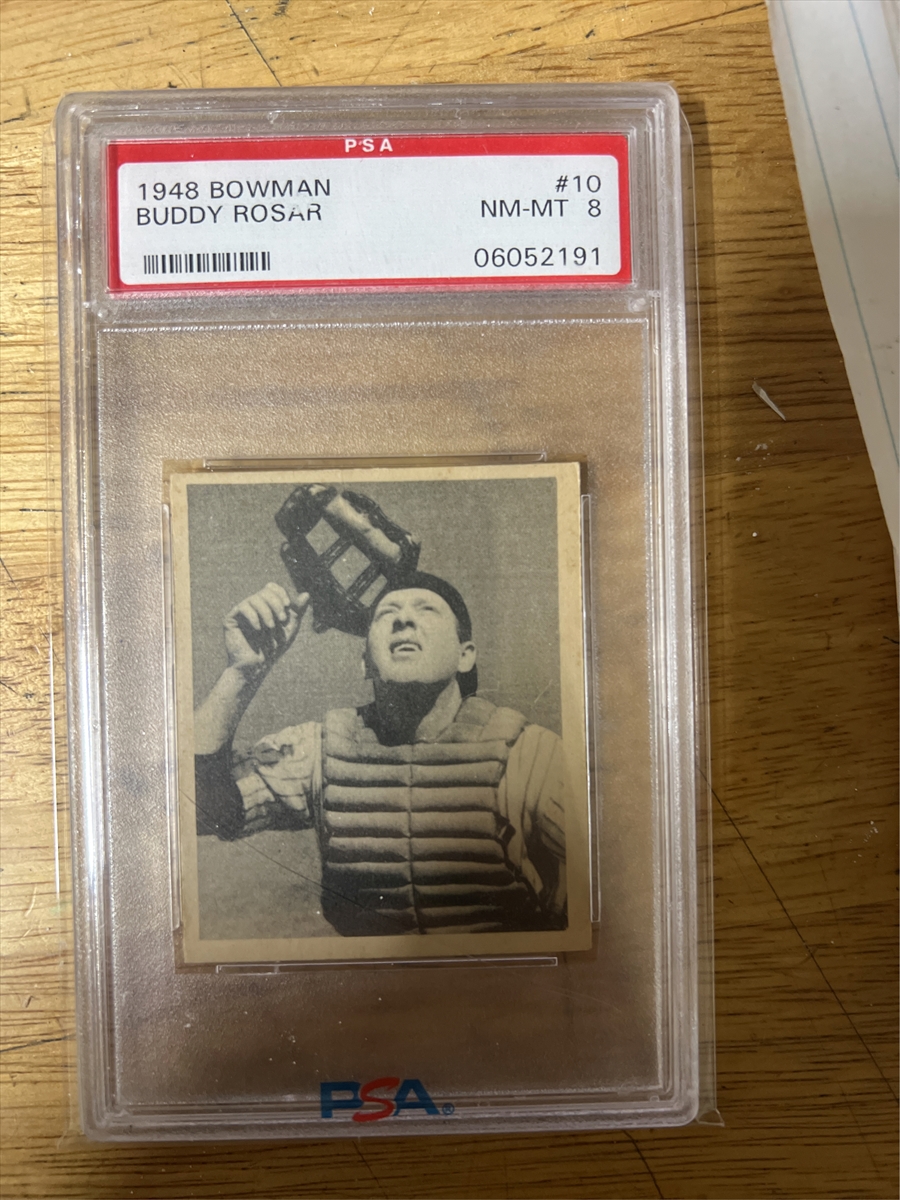 PSA
1948 BOWMAN #10
BUDDY ROSAR NM-MT 8
06052191
PSA®